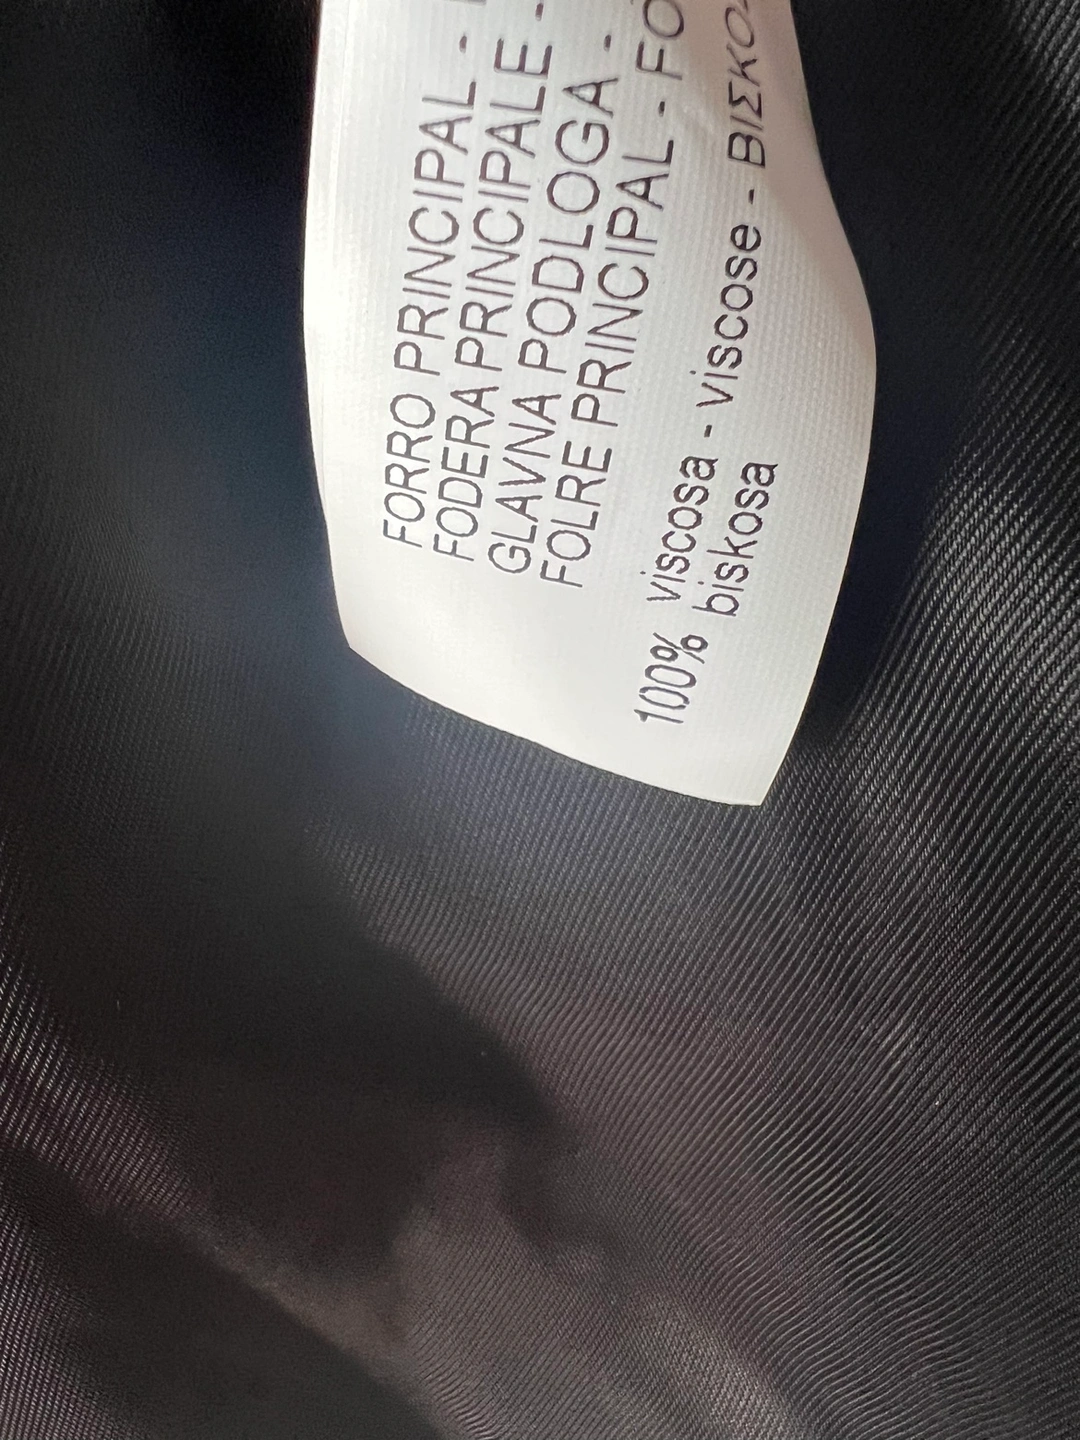 FORRO PRINCIPAL -
FODERA PRINCIPALE -
GLAVNA PODLOGA -
FOLRE PRINCIPAL -
100% viscosa - viscose -
biskosa